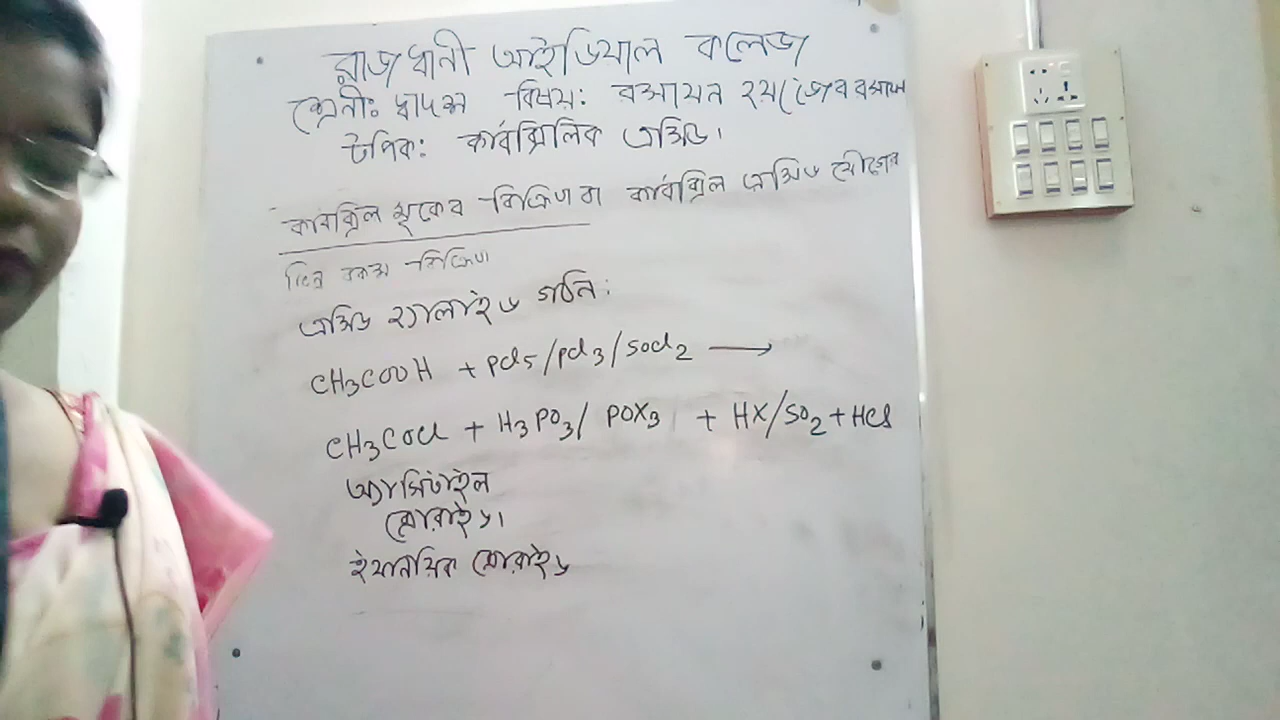 রাজধানী আইডিয়াল কলেজ
শ্রেনীঃ দ্বাদশ বিষয়: রসায়ন ২য় (জৈব রসায়ন
টপিক: কার্বক্সিলিক এসিড।
কার্বক্সিল মূকের বিক্রিণ বা কার্বক্সিল এসিড যৌগের
ভিন্ন রকম বিক্রিণ
এসিড হ্যালাইড গঠন:
CH3COOH + PCl5/PCl3/SOCl2 ⟶
CH3COCl + H3PO3/ POX3 + HX/SO2 + HCl
অ্যাসিটাইল
ক্লোরাইড।
ইথানয়িক ক্লোরাইড